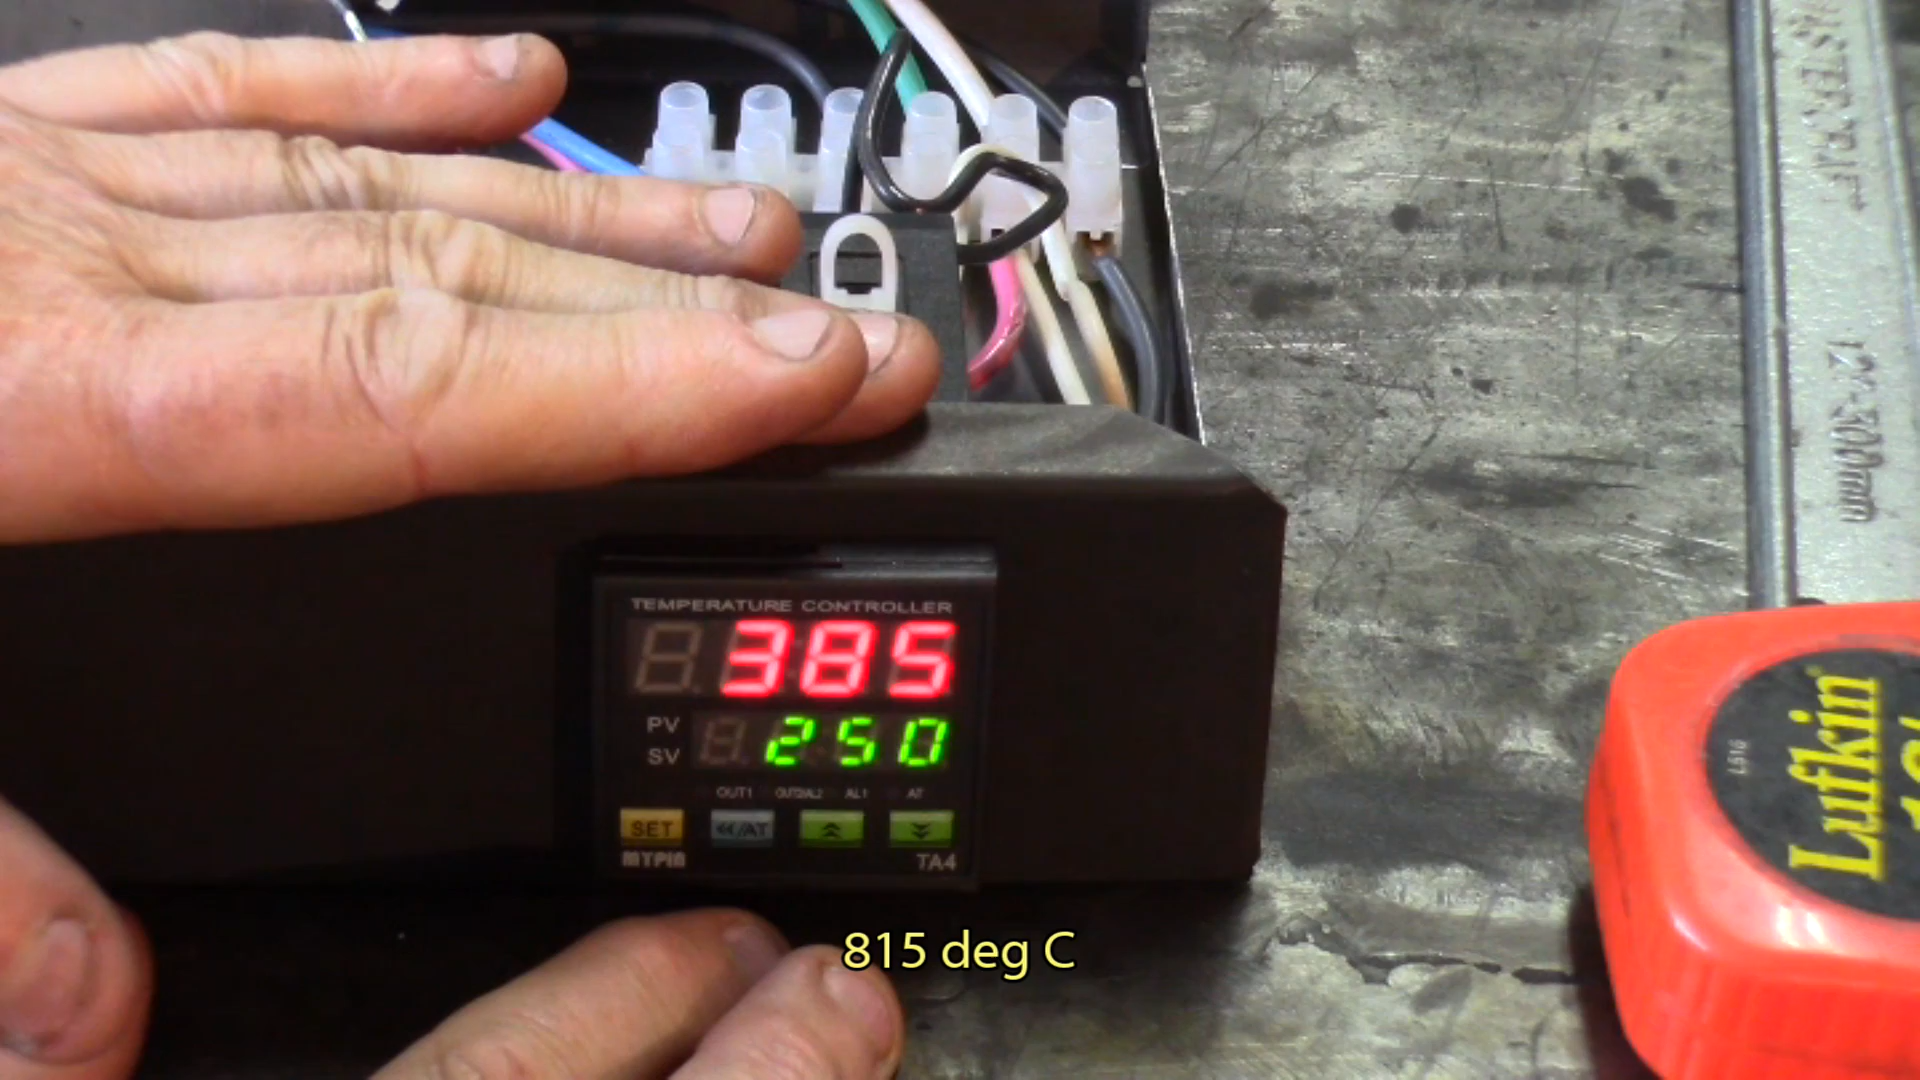 TEMPERATURE CONTROLLER
385
PV
SV
250
OUT1 OUT2/AL2 AL1 AT
SET
≪/AT
MYPIN
TA4
815 deg C
12"-300mm
Lufkin
L516